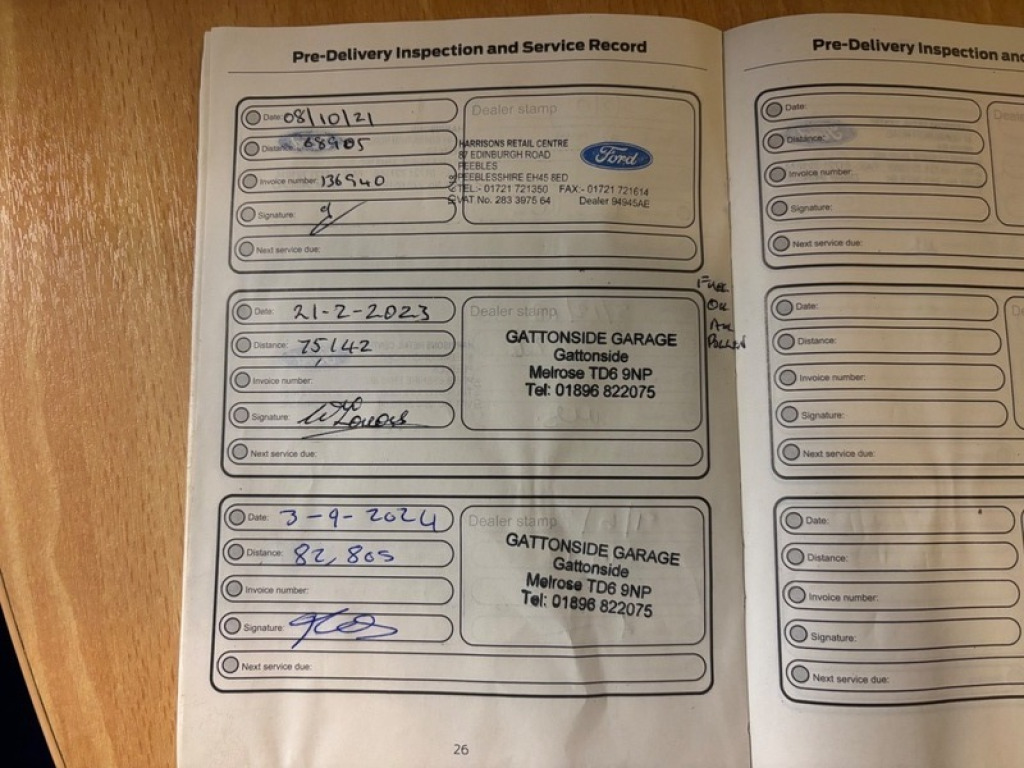 Pre-Delivery Inspection and Service Record
Date: 08/10/21
Distance: 68905
Invoice number: 136940
Signature:
Next service due:
Dealer stamp
HARRISONS RETAIL CENTRE
87 EDINBURGH ROAD
PEEBLES
PEEBLESSHIRE EH45 8ED
TEL:- 01721 721350 FAX:- 01721 721614
VAT No. 283 3975 64 Dealer 94945AE
Ford
Date: 21-2-2023
Distance: 75,142
Invoice number:
Signature:
Next service due:
Dealer stamp
GATTONSIDE GARAGE
Gattonside
Melrose TD6 9NP
Tel: 01896 822075
FUEL
OIL
AIR
POLLEN
Date: 3-9-2024
Distance: 82,805
Invoice number:
Signature:
Next service due:
Dealer stamp
GATTONSIDE GARAGE
Gattonside
Melrose TD6 9NP
Tel: 01896 822075
26
Pre-Delivery Inspection and
Date:
Distance:
Invoice number:
Signature:
Next service due:
Date:
Distance:
Invoice number:
Signature:
Next service due:
Date:
Distance:
Invoice number:
Signature:
Next service due: